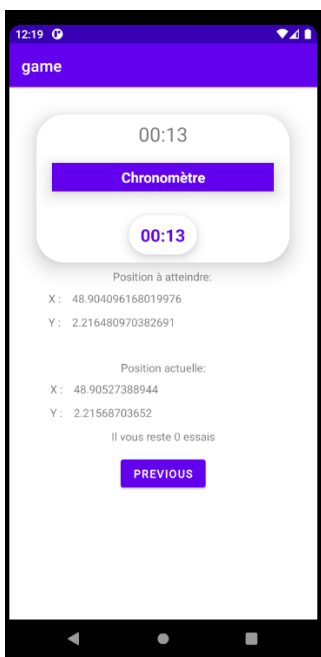 12:19
game
00:13
Chronomètre
00:13
Position à atteindre:
X : 48.904096168019976
Y : 2.216480970382691
Position actuelle:
X : 48.90527388944
Y : 2.21568703652
Il vous reste 0 essais
PREVIOUS